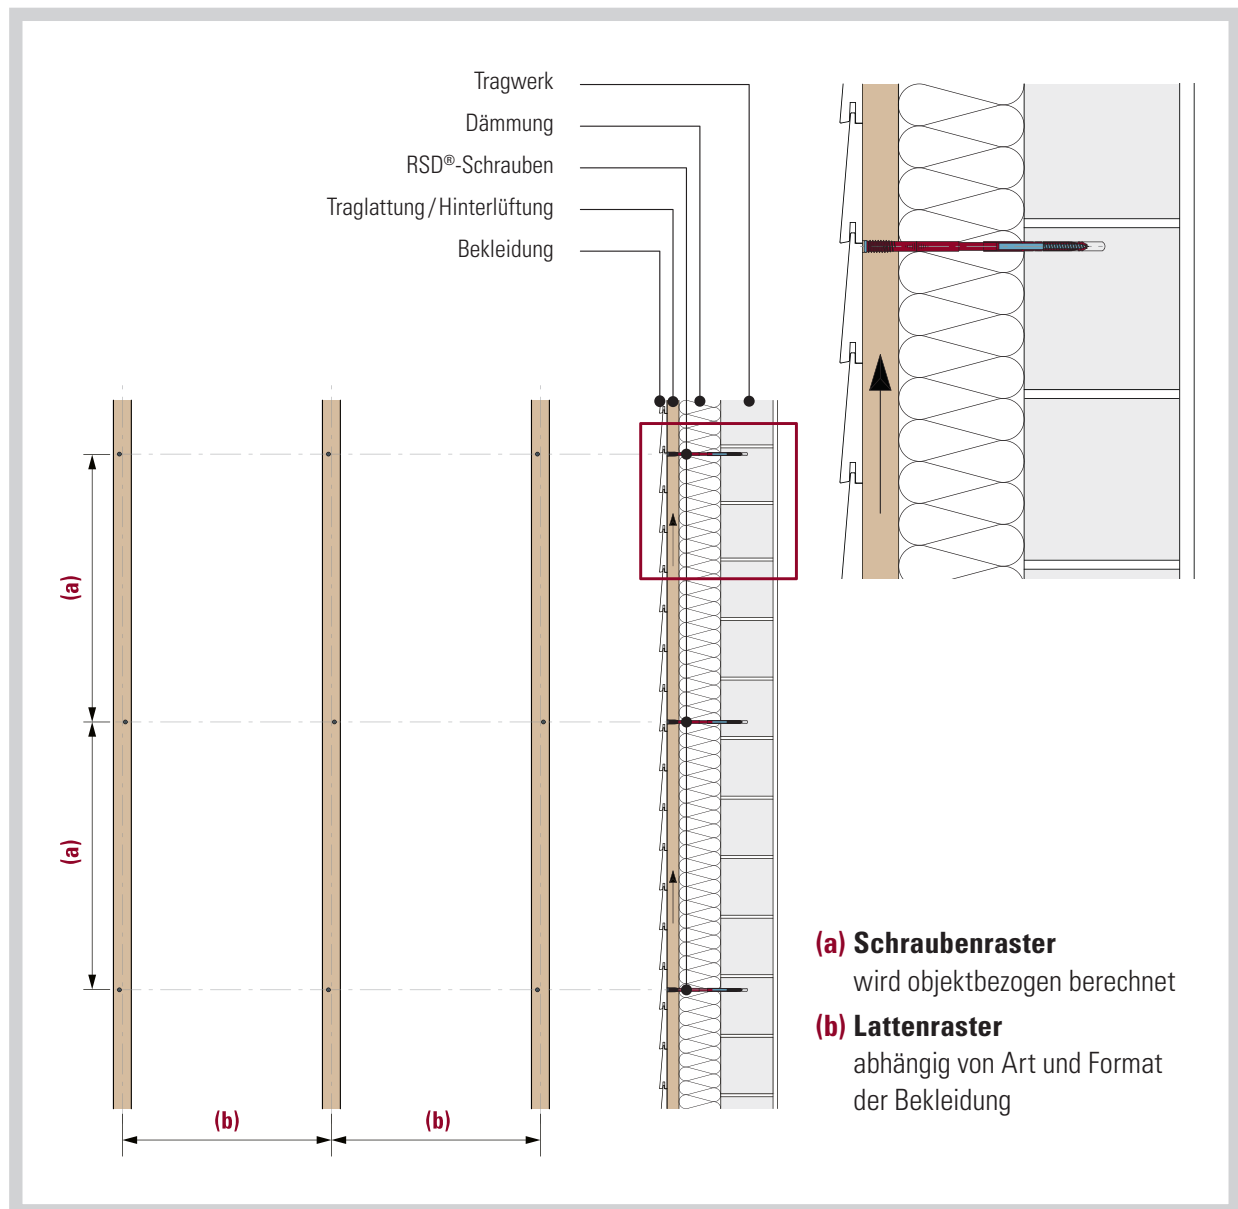 Tragwerk
Dämmung
RSD®-Schrauben
Traglattung / Hinterlüftung
Bekleidung
(a)
(a)
(b)
(b)
(a) Schraubenraster
wird objektbezogen berechnet
(b) Lattenraster
abhängig von Art und Format
der Bekleidung